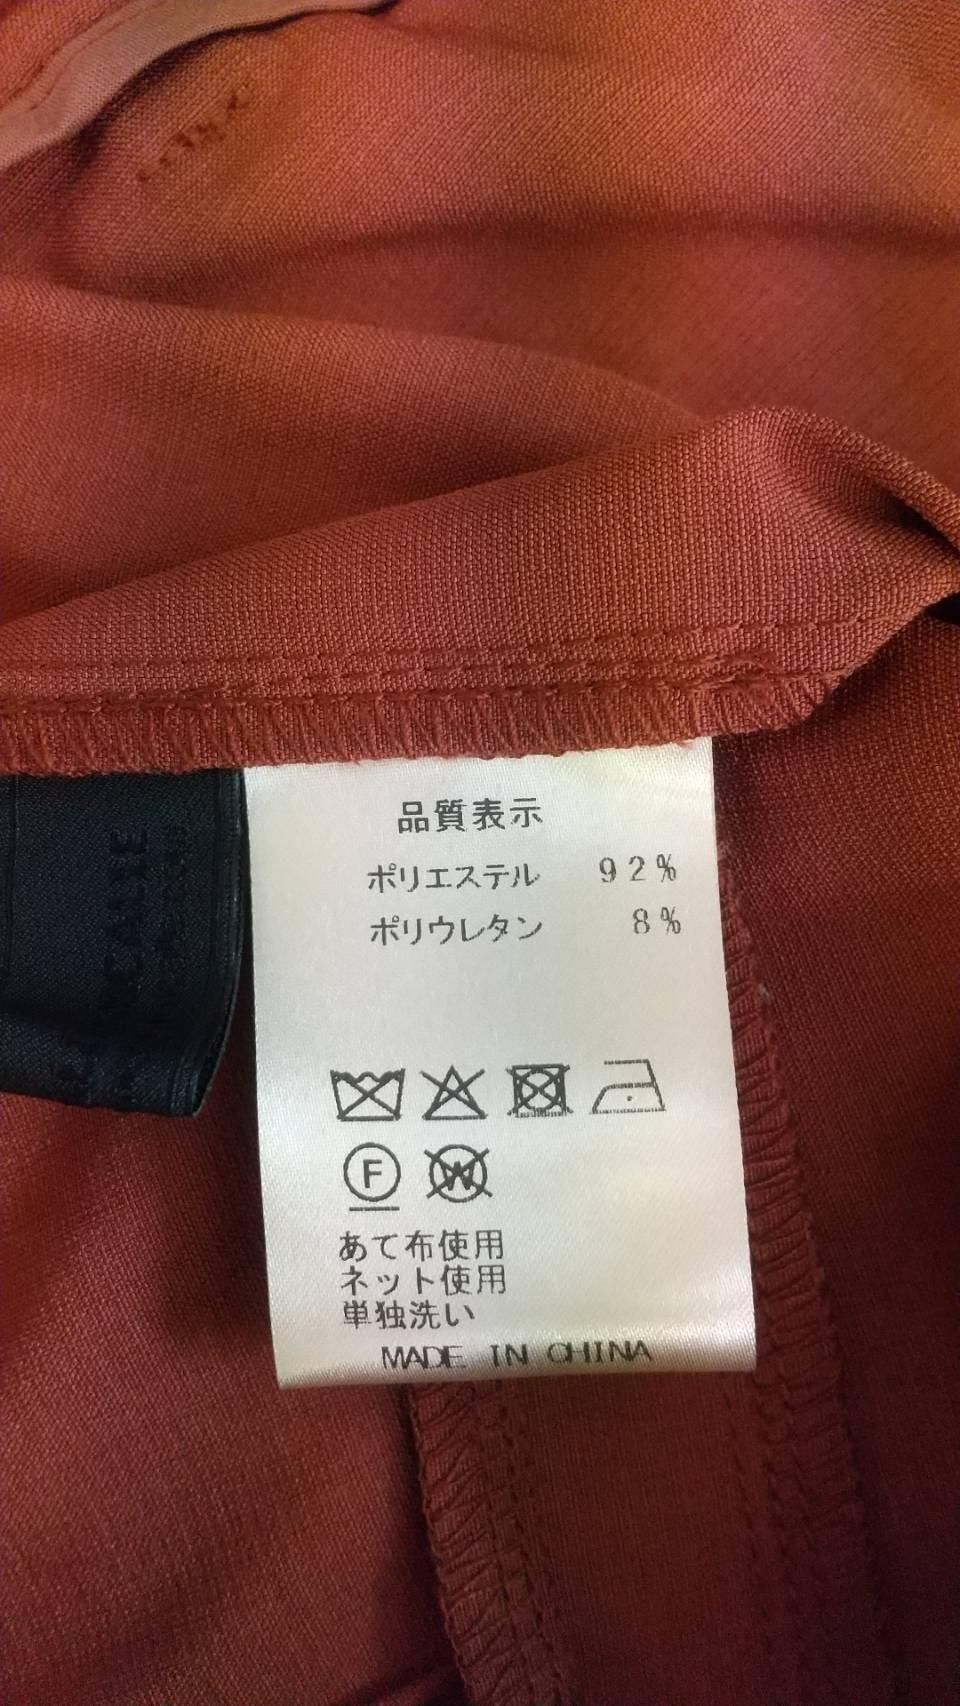 品質表示
ポリエステル 92%
ポリウレタン 8%
F W
あて布使用
ネット使用
単独洗い
MADE IN CHINA